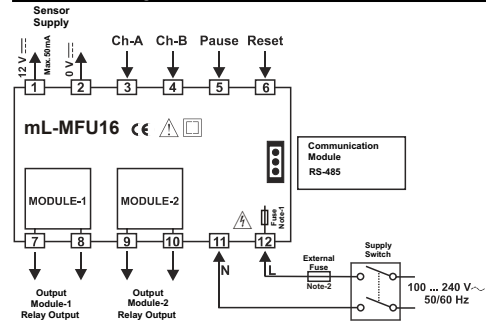 Sensor
Supply
12 V
Max.50mA
0 V
Ch-A
Ch-B
Pause
Reset
1
2
3
4
5
6
mL-MFU16 CE
Communication
Module
RS-485
MODULE-1
MODULE-2
Fuse
Note-1
7
8
9
10
11
12
Output
Module-1
Relay Output
Output
Module-2
Relay Output
N
L
External
Fuse
Note-2
Supply
Switch
100 ... 240 V~
50/60 Hz